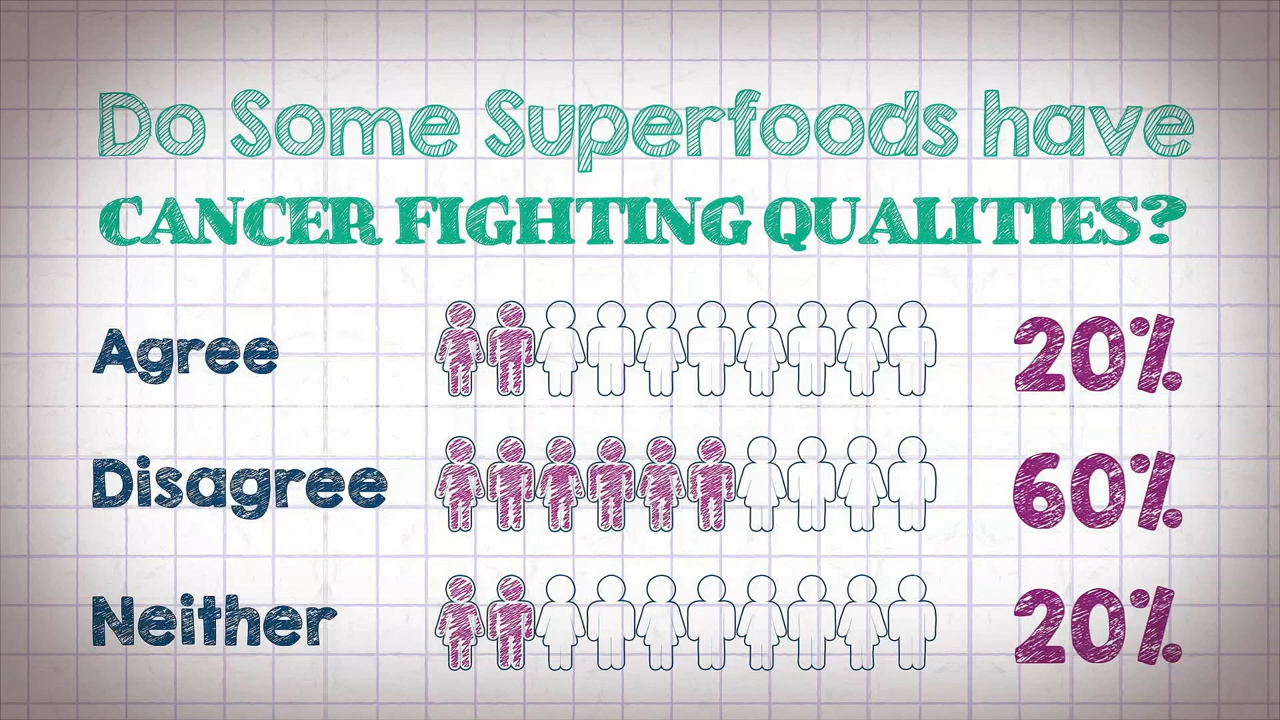 Do Some Superfoods have
CANCER FIGHTING QUALITIES?
Agree 20%
Disagree 60%
Neither 20%